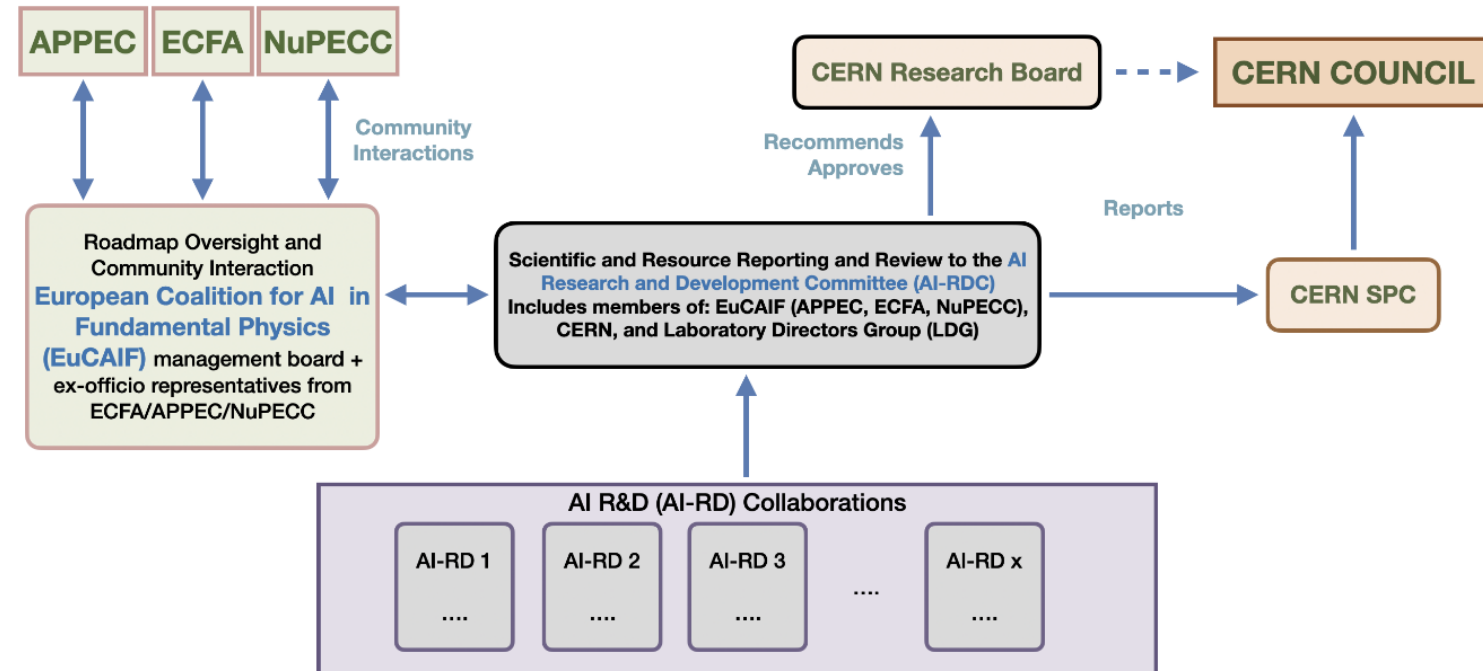 APPEC
ECFA
NuPECC
Community
Interactions
Roadmap Oversight and
Community Interaction
European Coalition for AI in
Fundamental Physics
(EuCAIF) management board +
ex-officio representatives from
ECFA/APPEC/NuPECC
CERN Research Board
CERN COUNCIL
Recommends
Approves
Reports
Scientific and Resource Reporting and Review to the AI
Research and Development Committee (AI-RDC)
Includes members of: EuCAIF (APPEC, ECFA, NuPECC),
CERN, and Laboratory Directors Group (LDG)
CERN SPC
AI R&D (AI-RD) Collaborations
AI-RD 1
....
AI-RD 2
....
AI-RD 3
....
....
AI-RD x
....